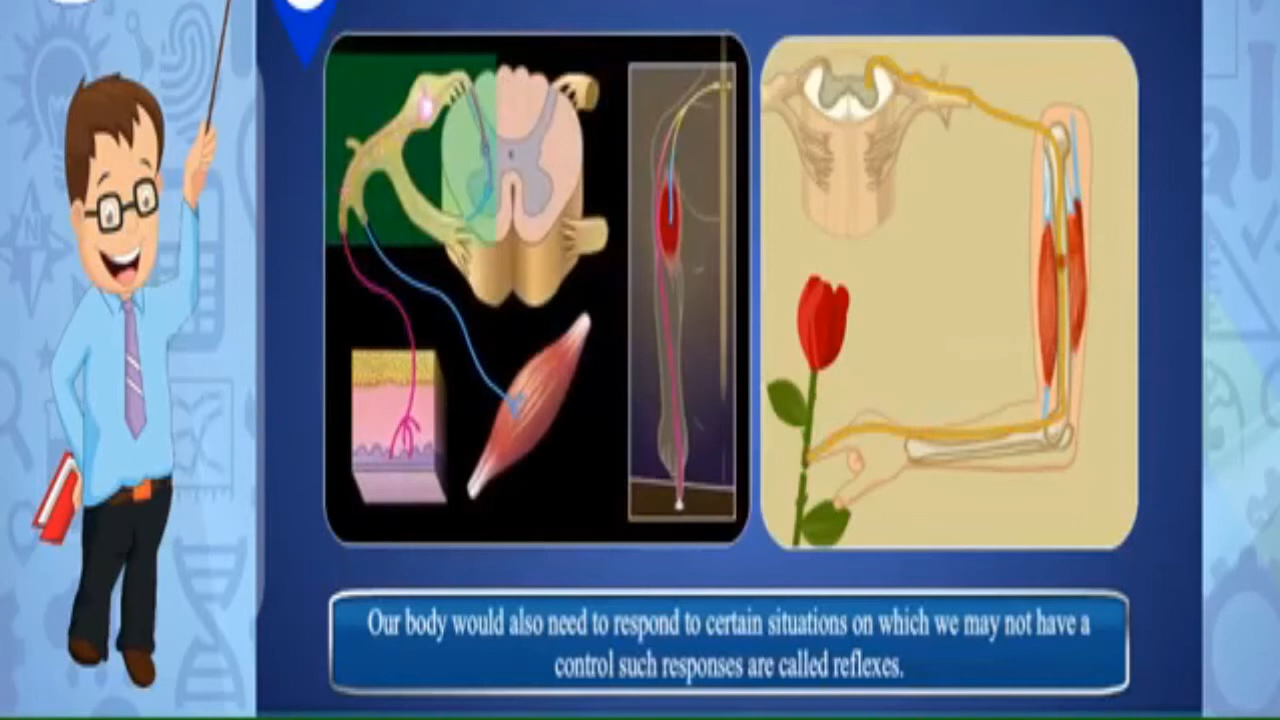 Our body would also need to respond to certain situations on which we may not have a
control such responses are called reflexes.